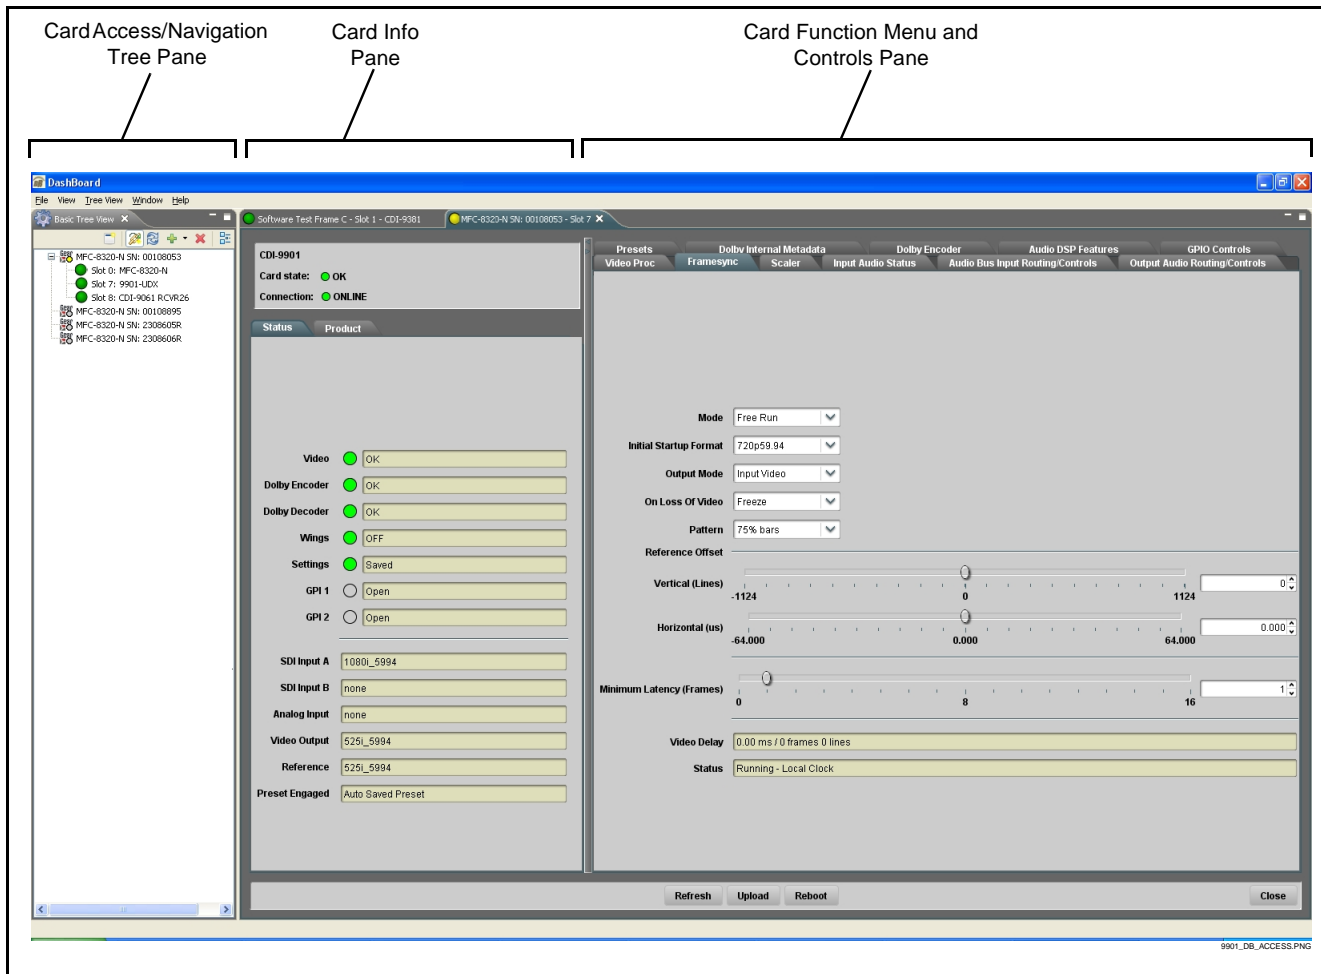 Card Access/Navigation
Tree Pane
Card Info
Pane
Card Function Menu and
Controls Pane
DashBoard
File View Tree View Window Help
Basic Tree View
Software Test Frame C - Slot 1 - CDI-9381
MFC-8320-N SN: 00108053 - Slot 7
MFC-8320-N SN: 00108053
Slot 0: MFC-8320-N
Slot 7: 9901-UDX
Slot 8: CDI-9061 RCVR26
MFC-8320-N SN: 00108895
MFC-8320-N SN: 2308605R
MFC-8320-N SN: 2308606R
CDI-9901
Card state: OK
Connection: ONLINE
Status Product
Video OK
Dolby Encoder OK
Dolby Decoder OK
Wings OFF
Settings Saved
GPI 1 Open
GPI 2 Open
SDI Input A 1080i_5994
SDI Input B none
Analog Input none
Video Output 525i_5994
Reference 525i_5994
Preset Engaged Auto Saved Preset
Presets Dolby Internal Metadata Dolby Encoder Audio DSP Features GPIO Controls
Video Proc Framesync Scaler Input Audio Status Audio Bus Input Routing/Controls Output Audio Routing/Controls
Mode Free Run
Initial Startup Format 720p59.94
Output Mode Input Video
On Loss Of Video Freeze
Pattern 75% bars
Reference Offset
Vertical (Lines) 0
-1124 0 1124
Horizontal (us) 0.000
-64.000 0.000 64.000
Minimum Latency (Frames) 1
0 8 16
Video Delay 0.00 ms / 0 frames 0 lines
Status Running - Local Clock
Refresh Upload Reboot Close
9901_DB_ACCESS.PNG